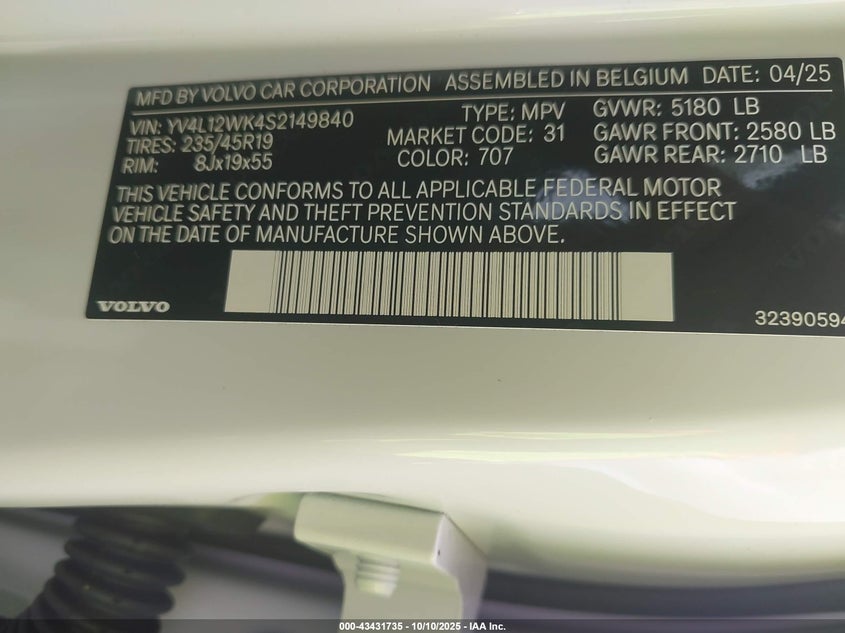 MFD BY VOLVO CAR CORPORATION ASSEMBLED IN BELGIUM DATE: 04/25
VIN: YV4L12WK4S2149840 TYPE: MPV GVWR: 5180 LB
TIRES: 235/45R19 MARKET CODE: 31 GAWR FRONT: 2580 LB
RIM: 8Jx19x55 COLOR: 707 GAWR REAR: 2710 LB
THIS VEHICLE CONFORMS TO ALL APPLICABLE FEDERAL MOTOR
VEHICLE SAFETY AND THEFT PREVENTION STANDARDS IN EFFECT
ON THE DATE OF MANUFACTURE SHOWN ABOVE.
VOLVO
32390594
000-43431735 - 10/10/2025 - IAA Inc.